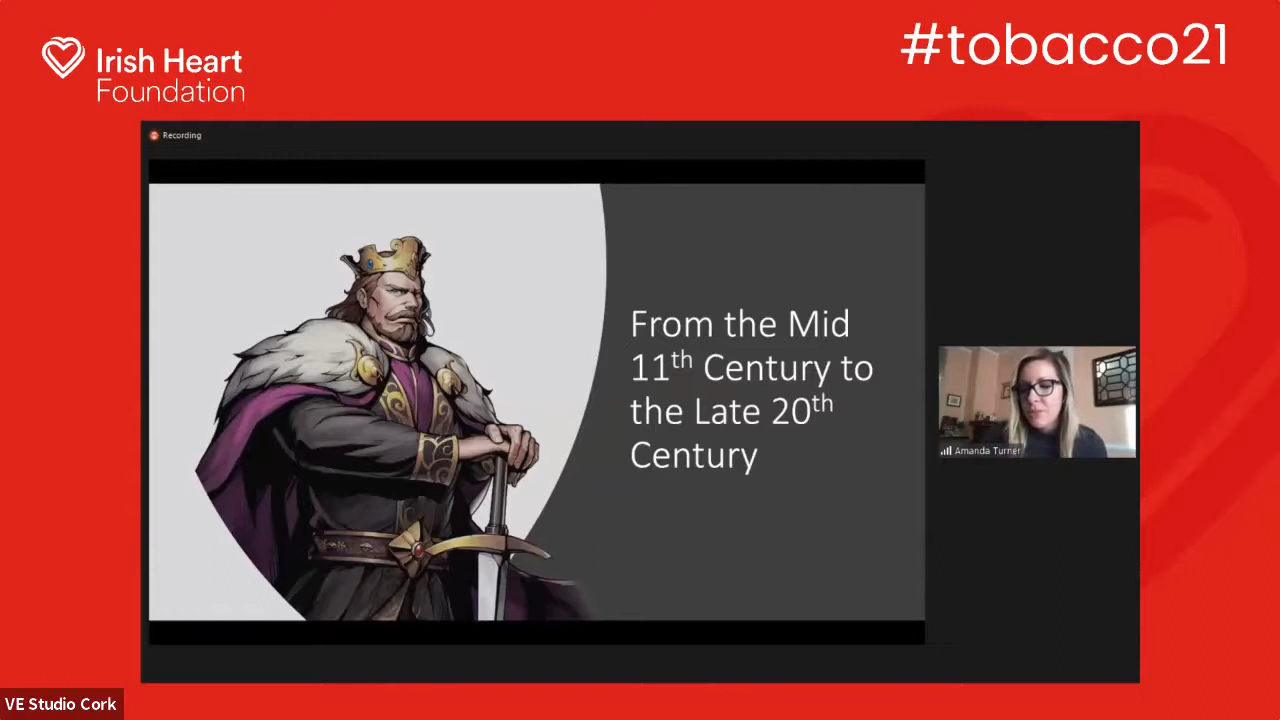 Irish Heart
Foundation
#tobacco21
Recording
From the Mid
11th Century to
the Late 20th
Century
Amanda Turner
VE Studio Cork